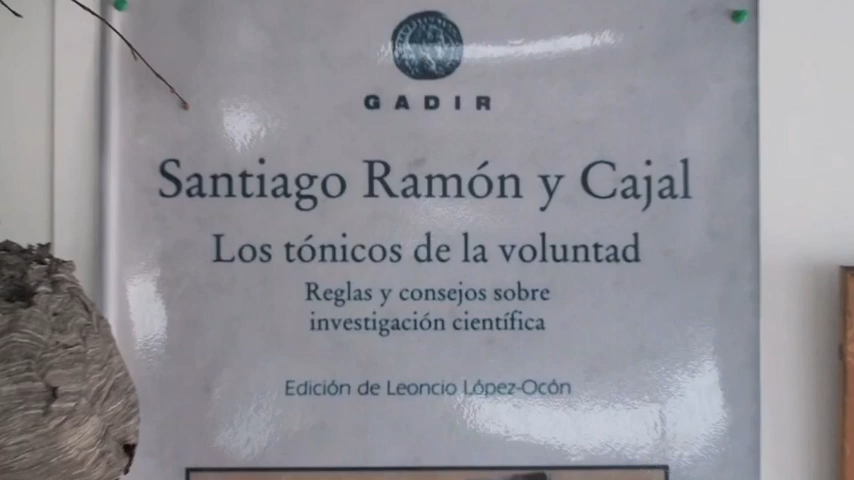 GADIR
Santiago Ramón y Cajal
Los tónicos de la voluntad
Reglas y consejos sobre
investigación científica
Edición de Leoncio López-Ocón